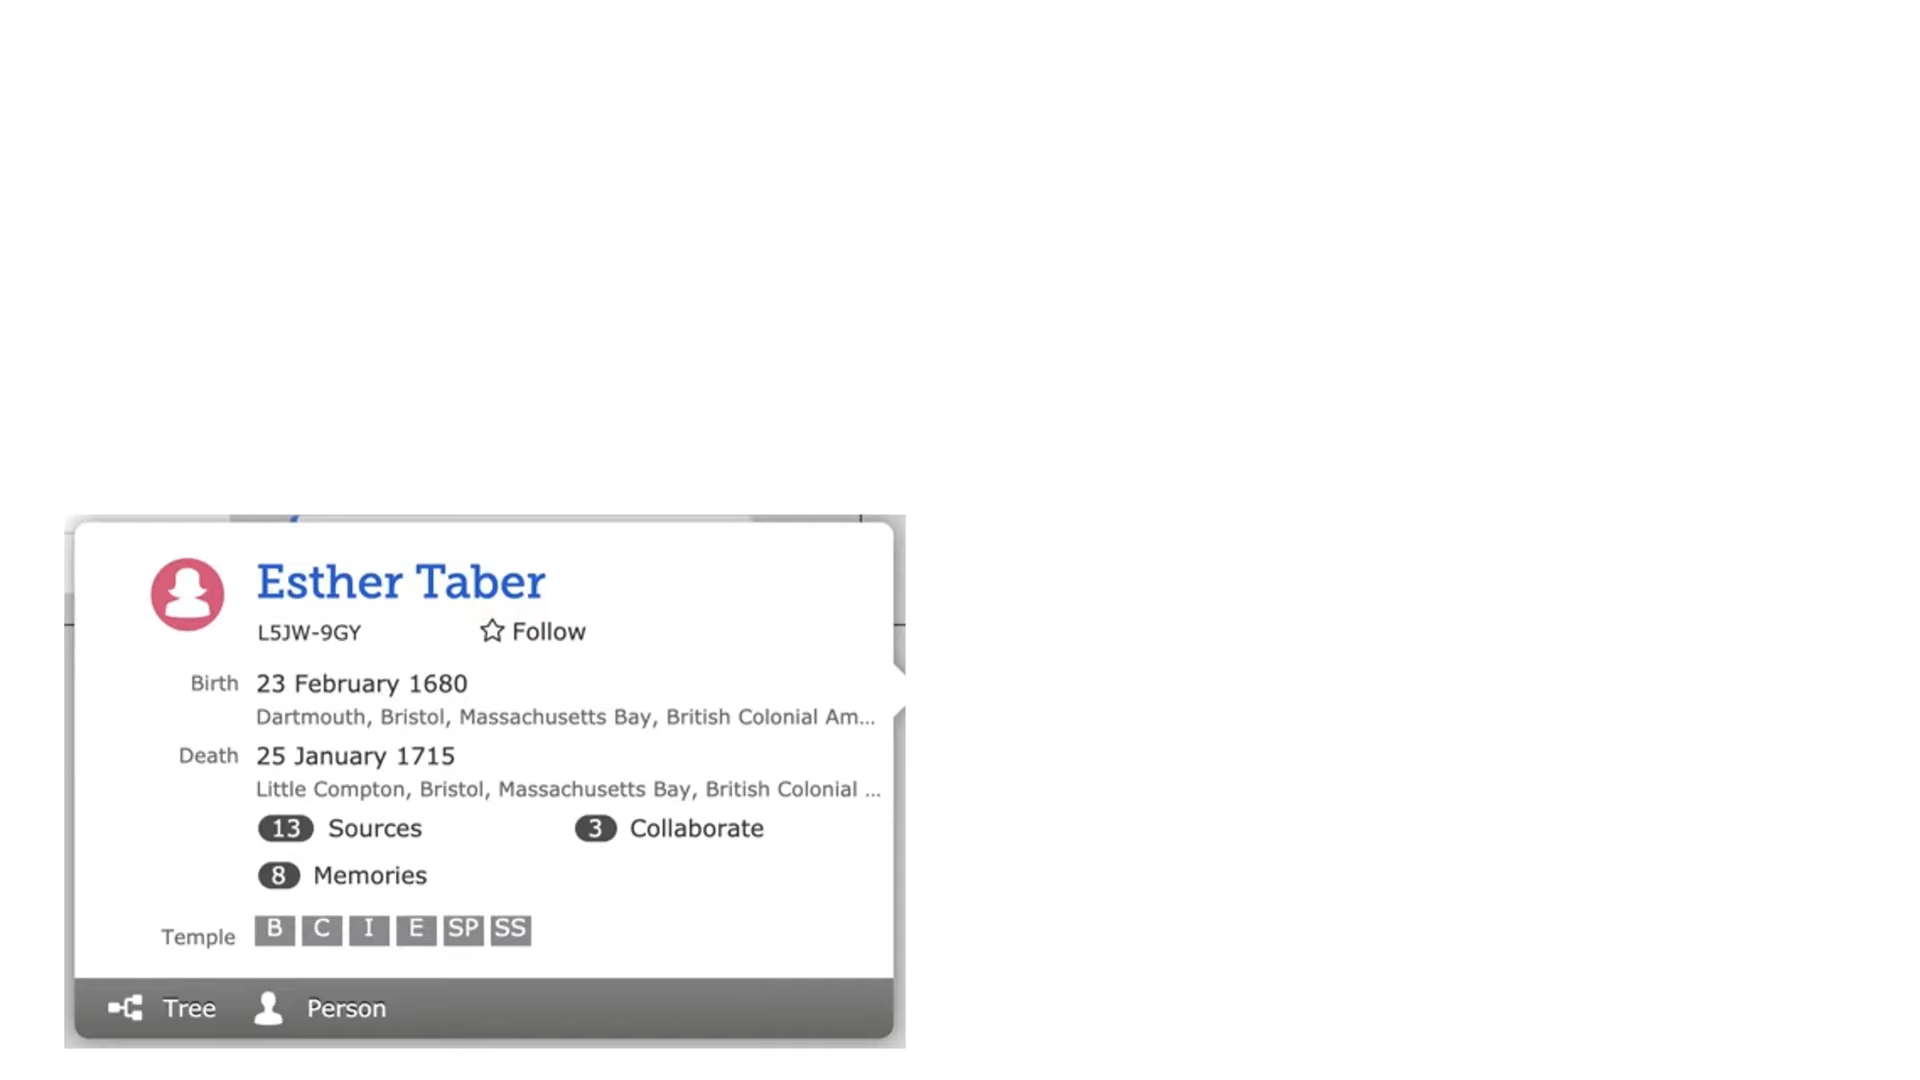 Esther Taber
L5JW-9GY Follow
Birth 23 February 1680
Dartmouth, Bristol, Massachusetts Bay, British Colonial Am...
Death 25 January 1715
Little Compton, Bristol, Massachusetts Bay, British Colonial ...
13 Sources 3 Collaborate
8 Memories
Temple B C I E SP SS
Tree Person